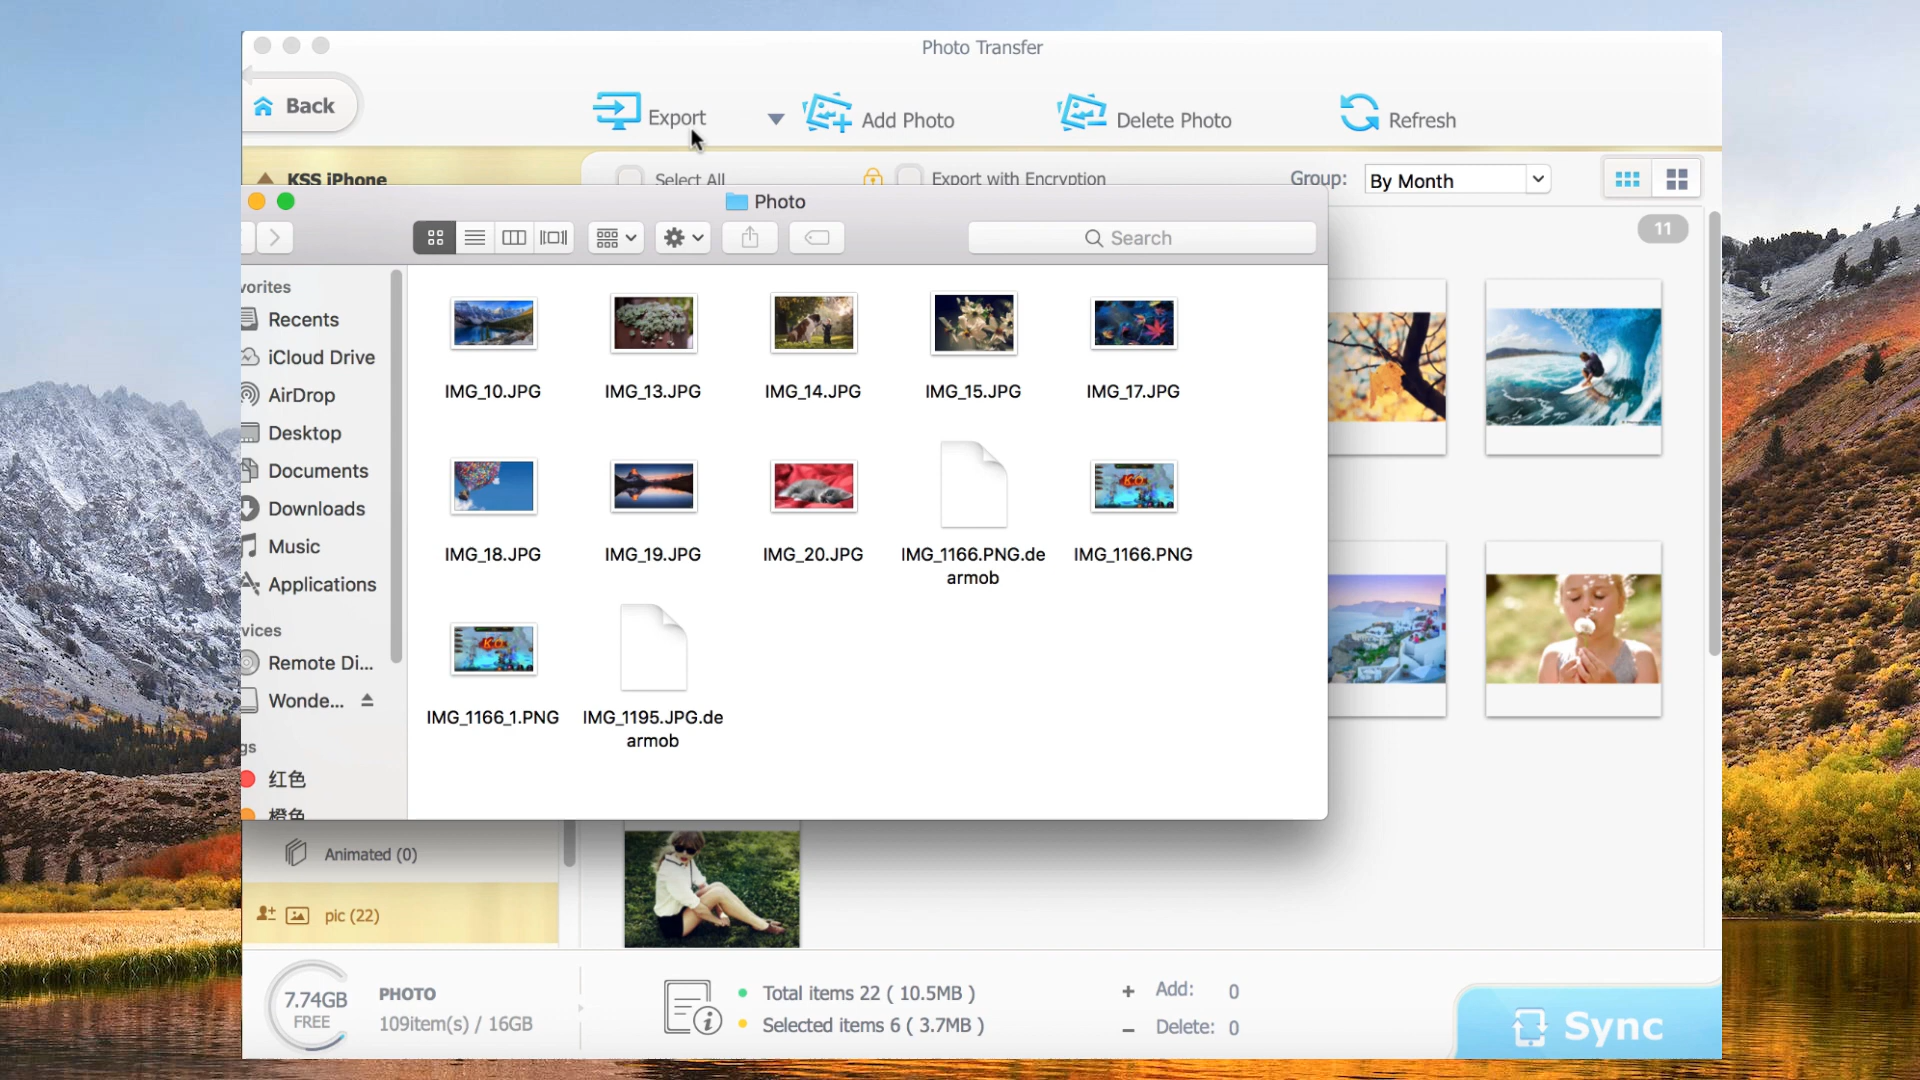 Photo Transfer
Back
Export
Add Photo
Delete Photo
Refresh
KSS iPhone
Select All
Export with Encryption
Group:
By Month
11
Photo
Search
vorites
Recents
iCloud Drive
AirDrop
Desktop
Documents
Downloads
Music
Applications
vices
Remote Di...
Wonde...
gs
红色
橙色
IMG_10.JPG
IMG_13.JPG
IMG_14.JPG
IMG_15.JPG
IMG_17.JPG
IMG_18.JPG
IMG_19.JPG
IMG_20.JPG
IMG_1166.PNG.de
armob
IMG_1166.PNG
IMG_1166_1.PNG
IMG_1195.JPG.de
armob
Animated (0)
pic (22)
7.74GB
FREE
PHOTO
109item(s) / 16GB
Total items 22 ( 10.5MB )
Selected items 6 ( 3.7MB )
+ Add: 0
− Delete: 0
Sync